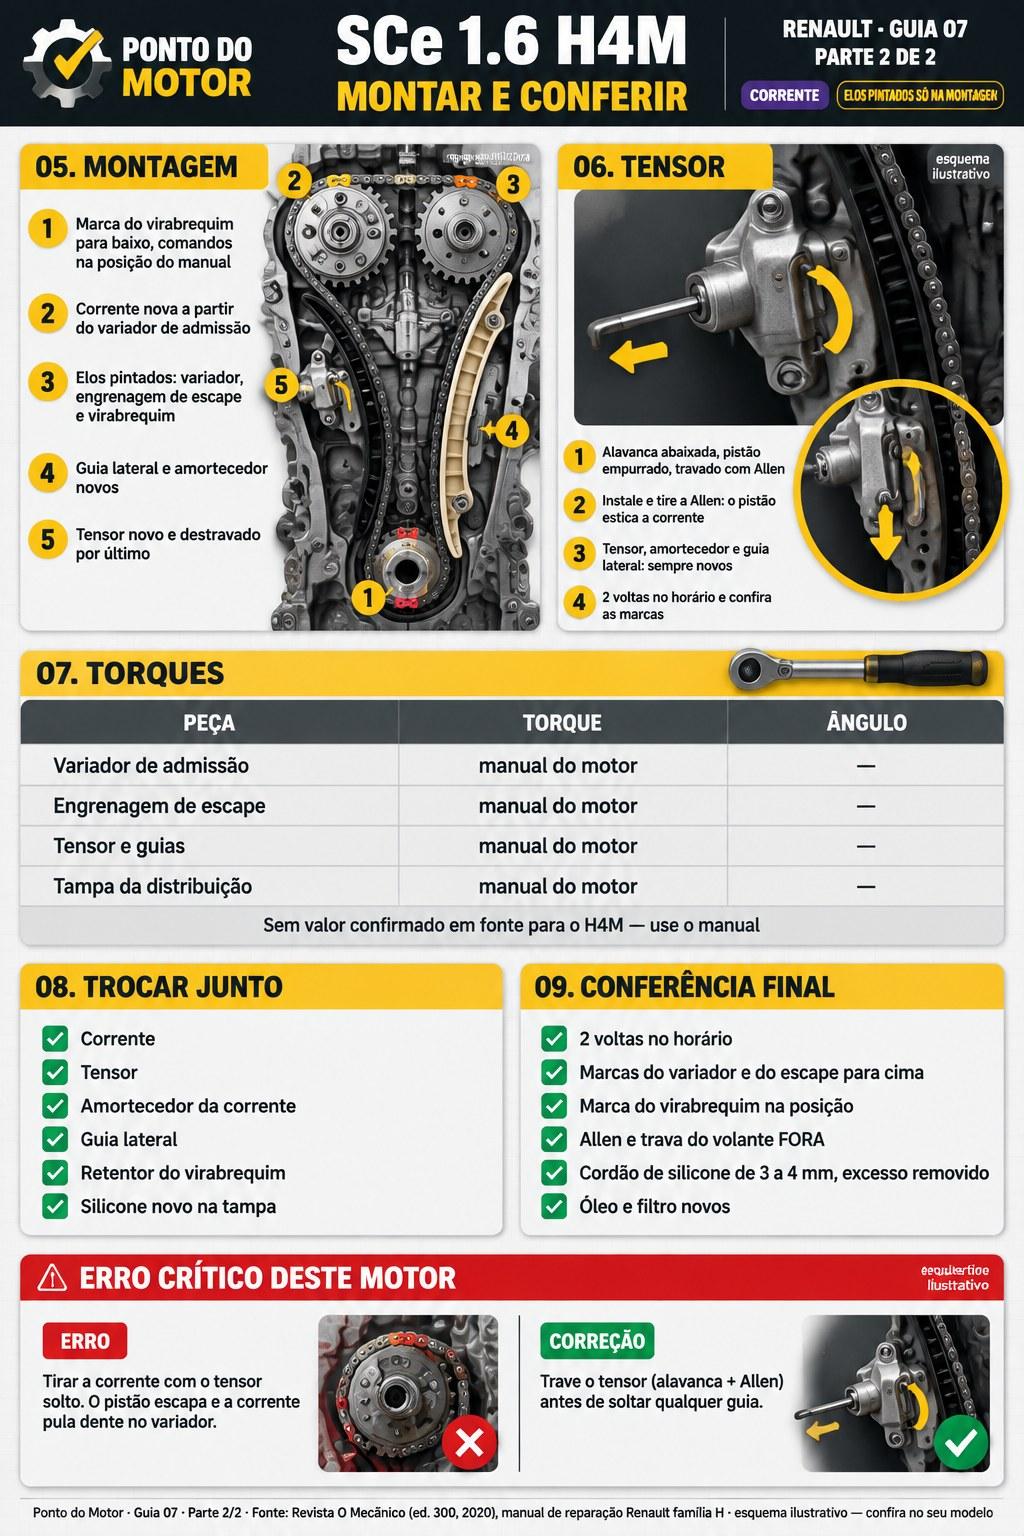 PONTO DO
MOTOR
SCe 1.6 H4M
MONTAR E CONFERIR
RENAULT · GUIA 07
PARTE 2 DE 2
CORRENTE
ELOS PINTADOS SÓ NA MONTAGEM
05. MONTAGEM
1
Marca do virabrequim
para baixo, comandos
na posição do manual
2
Corrente nova a partir
do variador de admissão
3
Elos pintados: variador,
engrenagem de escape
e virabrequim
4
Guia lateral e amortecedor
novos
5
Tensor novo e destravado
por último
2
3
5
4
1
06. TENSOR
esquema
ilustrativo
1
Alavanca abaixada, pistão
empurrado, travado com Allen
2
Instale e tire a Allen: o pistão
estica a corrente
3
Tensor, amortecedor e guia
lateral: sempre novos
4
2 voltas no horário e confira
as marcas
07. TORQUES
PEÇA TORQUE ÂNGULO
Variador de admissão manual do motor —
Engrenagem de escape manual do motor —
Tensor e guias manual do motor —
Tampa da distribuição manual do motor —
Sem valor confirmado em fonte para o H4M — use o manual
08. TROCAR JUNTO
Corrente
Tensor
Amortecedor da corrente
Guia lateral
Retentor do virabrequim
Silicone novo na tampa
09. CONFERÊNCIA FINAL
2 voltas no horário
Marcas do variador e do escape para cima
Marca do virabrequim na posição
Allen e trava do volante FORA
Cordão de silicone de 3 a 4 mm, excesso removido
Óleo e filtro novos
ERRO CRÍTICO DESTE MOTOR
ERRO
Tirar a corrente com o tensor
solto. O pistão escapa e a corrente
pula dente no variador.
CORREÇÃO
Trave o tensor (alavanca + Allen)
antes de soltar qualquer guia.
Ponto do Motor · Guia 07 · Parte 2/2 · Fonte: Revista O Mecânico (ed. 300, 2020), manual de reparação Renault família H · esquema ilustrativo — confira no seu modelo